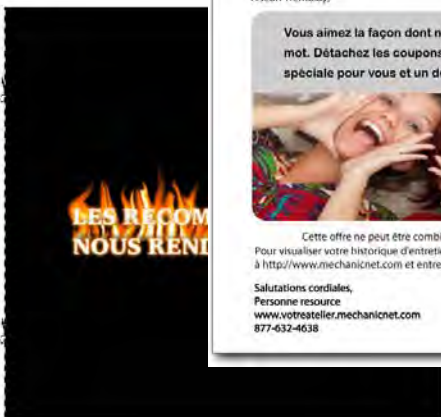 Vous aimez la façon dont n
mot. Détachez les coupons
spéciale pour vous et un d
Cette offre ne peut être combi
Pour visualiser votre historique d'entreti
à http://www.mechanicnet.com et entre
Salutations cordiales,
Personne resource
www.votreatelier.mechanicnet.com
877-632-4638
LES RECOM
NOUS REND